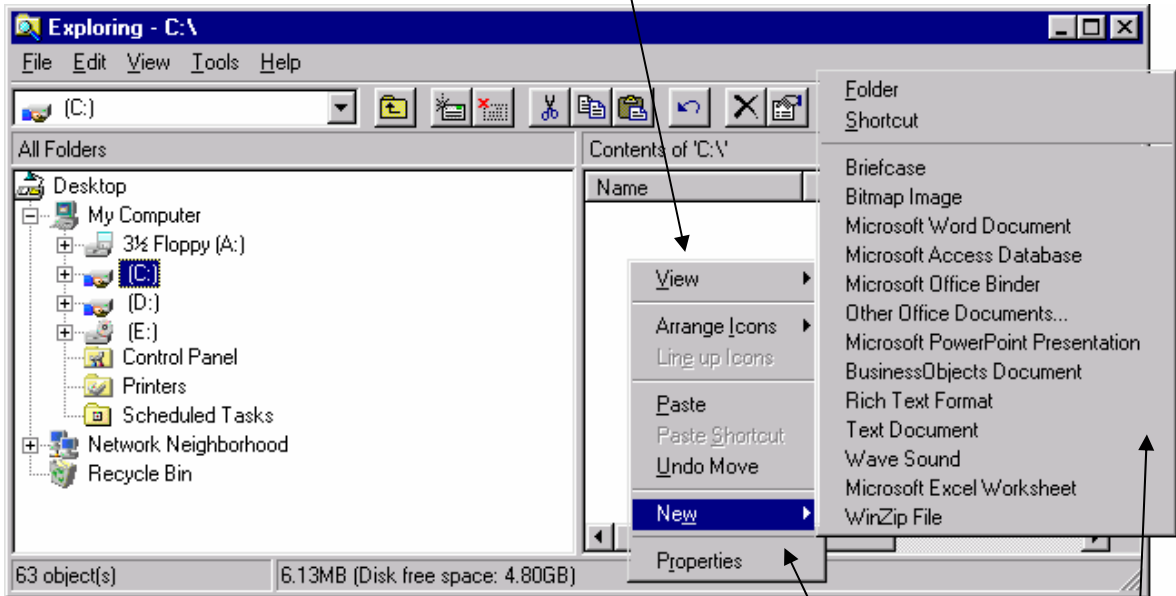 Exploring - C:\
File Edit View Tools Help
(C:)
All Folders
Contents of 'C:\'
Name
Desktop
My Computer
3½ Floppy (A:)
(C:)
(D:)
(E:)
Control Panel
Printers
Scheduled Tasks
Network Neighborhood
Recycle Bin
View
Arrange Icons
Line up Icons
Paste
Paste Shortcut
Undo Move
New
Properties
Folder
Shortcut
Briefcase
Bitmap Image
Microsoft Word Document
Microsoft Access Database
Microsoft Office Binder
Other Office Documents...
Microsoft PowerPoint Presentation
BusinessObjects Document
Rich Text Format
Text Document
Wave Sound
Microsoft Excel Worksheet
WinZip File
63 object(s)
6.13MB (Disk free space: 4.80GB)